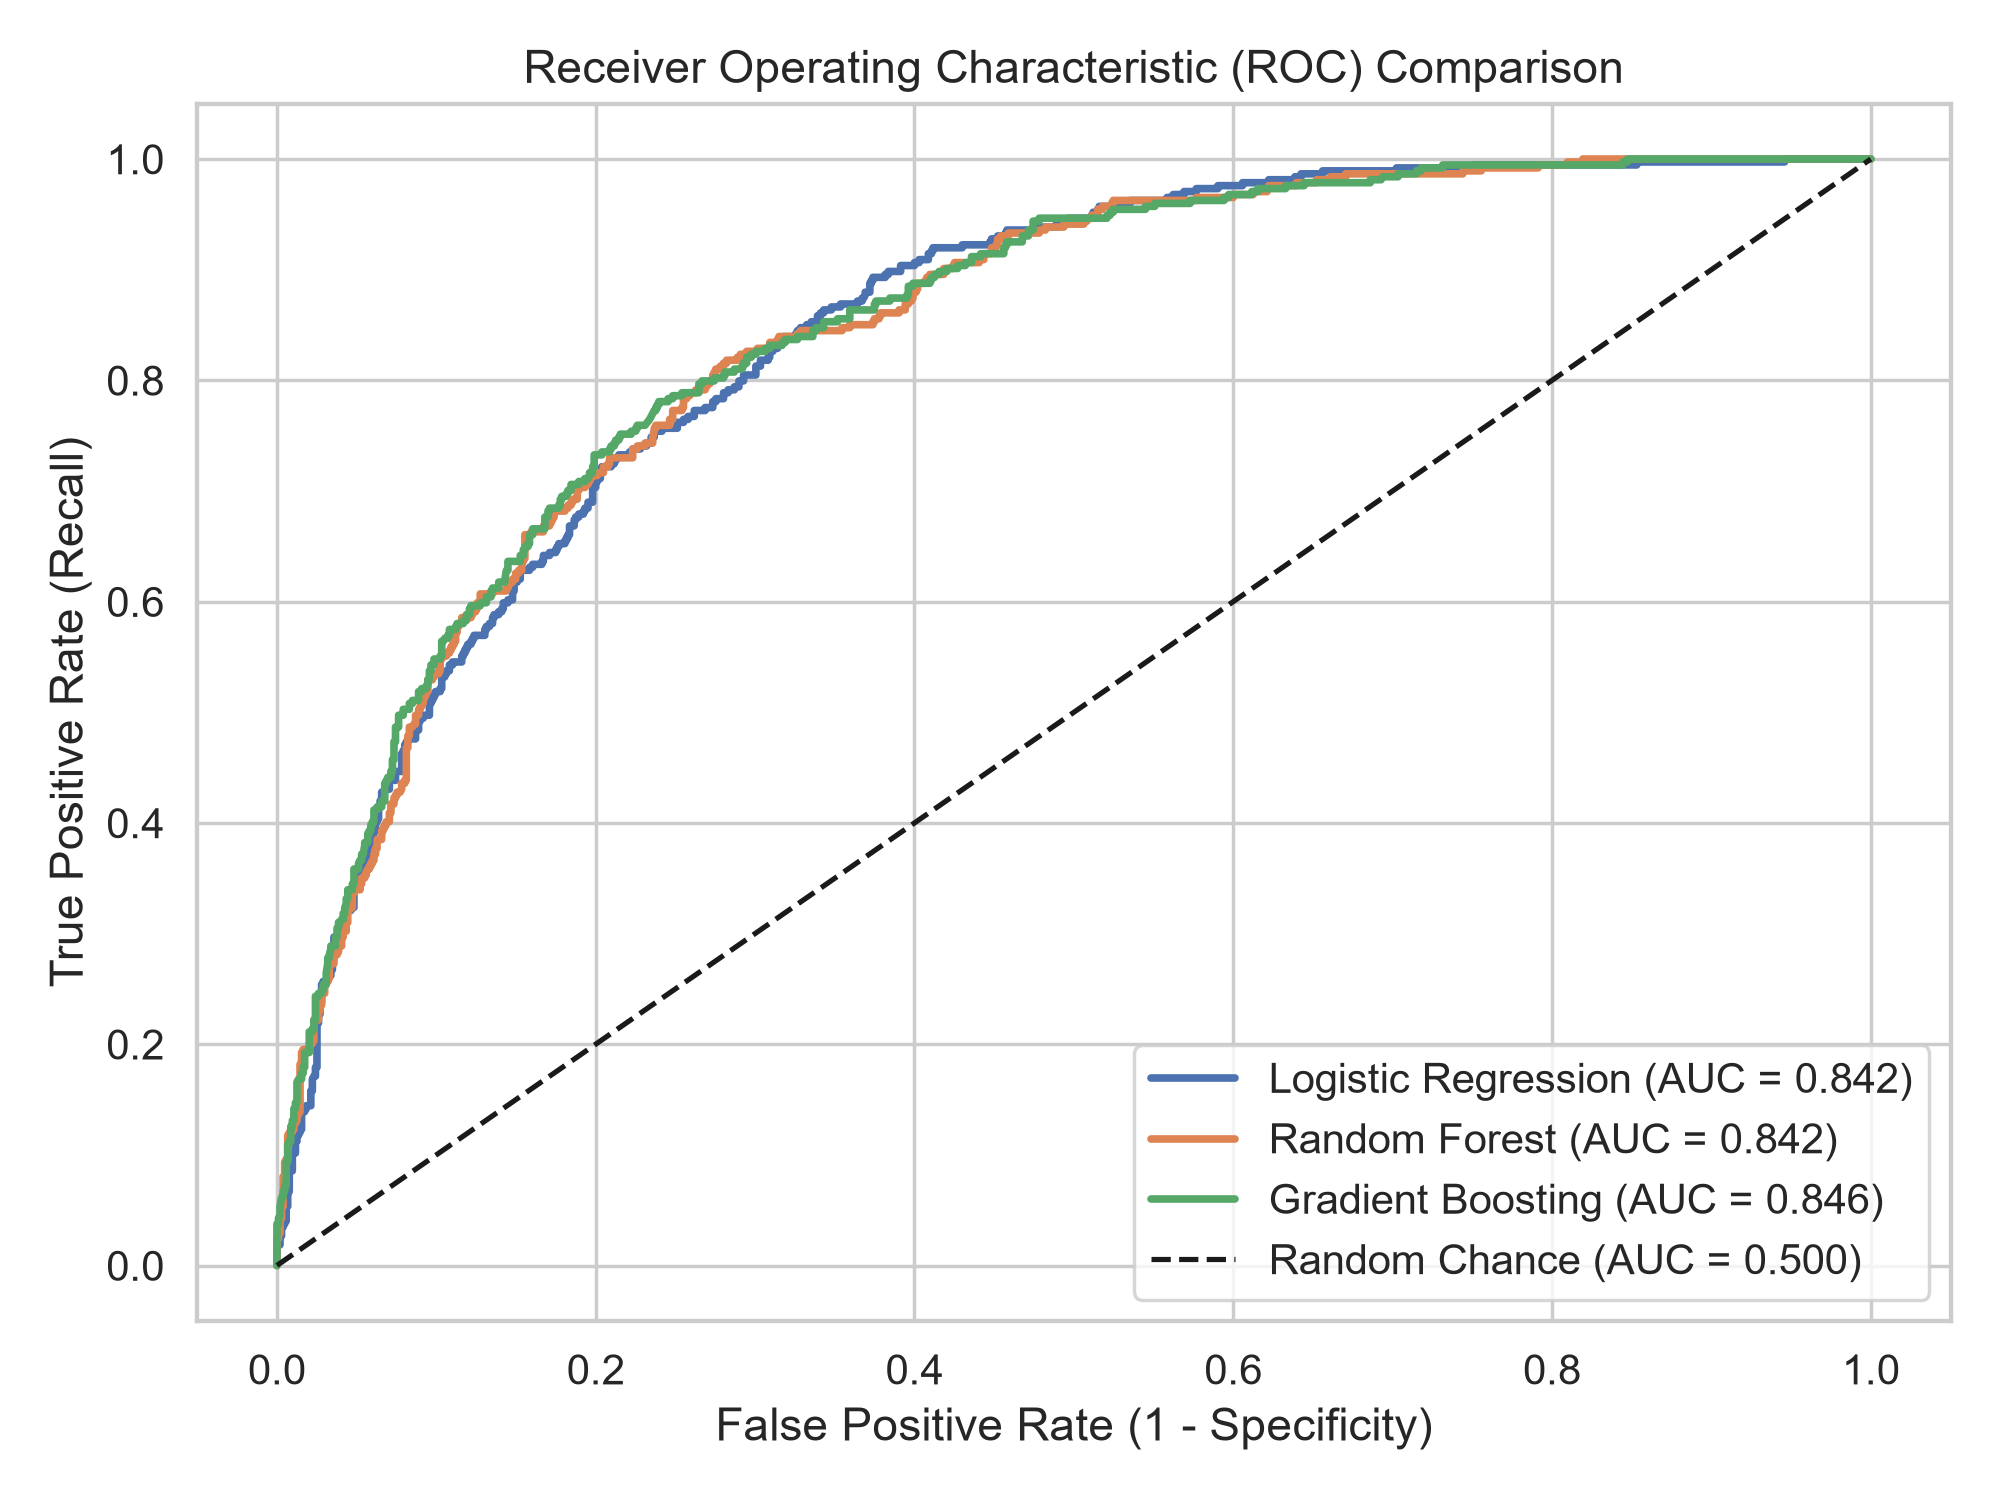 Receiver Operating Characteristic (ROC) Comparison
True Positive Rate (Recall)
1.0
0.8
0.6
0.4
0.2
0.0
0.0 0.2 0.4 0.6 0.8 1.0
False Positive Rate (1 - Specificity)
Logistic Regression (AUC = 0.842)
Random Forest (AUC = 0.842)
Gradient Boosting (AUC = 0.846)
Random Chance (AUC = 0.500)